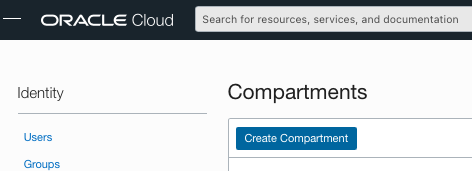 ORACLE Cloud
Search for resources, services, and documentation
Identity
Users
Groups
Compartments
Create Compartment